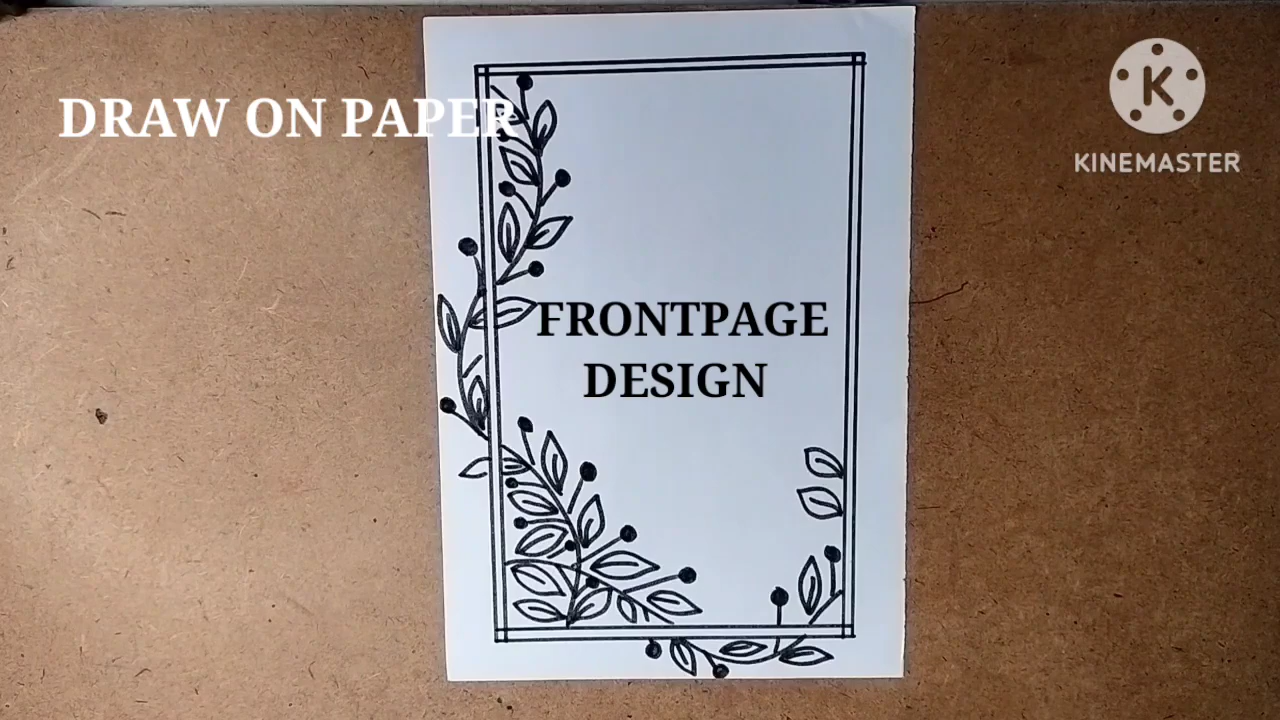 DRAW ON PAPER
K
KINEMASTER
FRONTPAGE
DESIGN